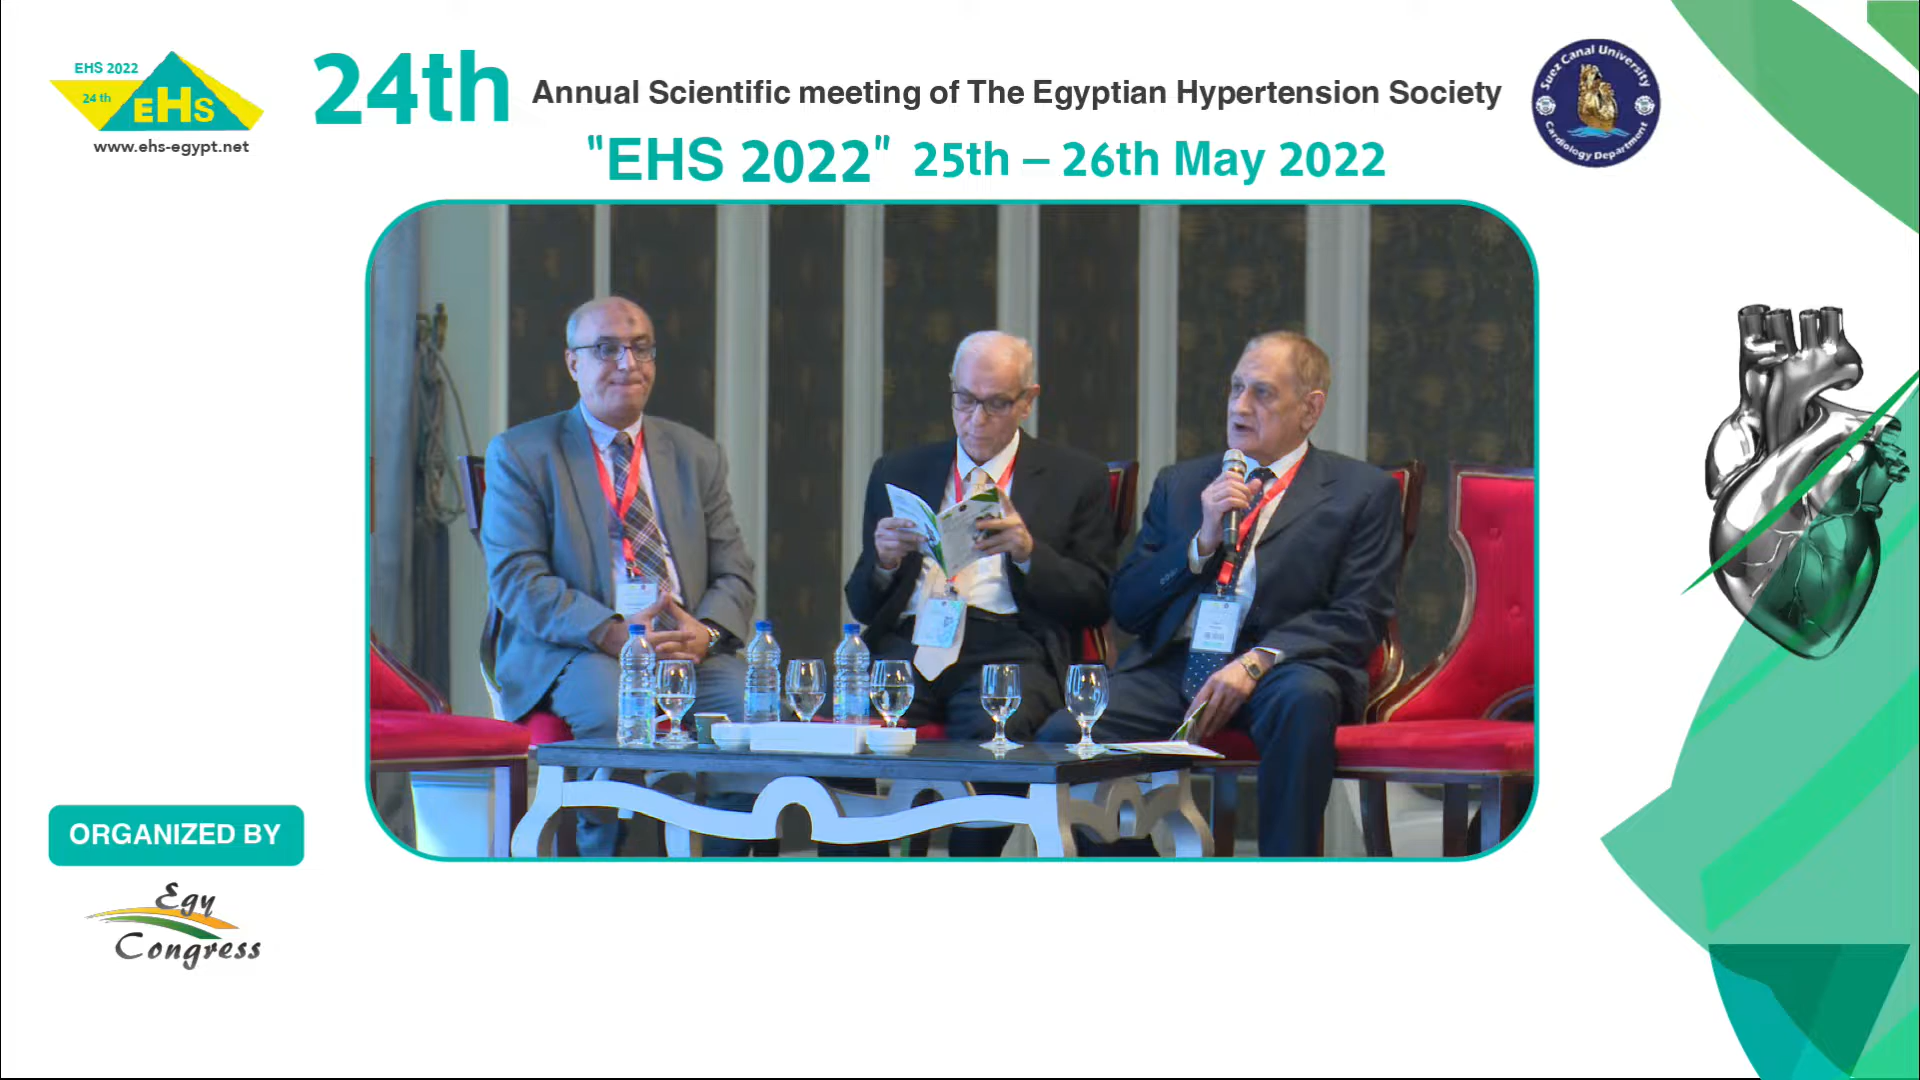 EHS 2022
24 th
EHS
www.ehs-egypt.net
24th
Annual Scientific meeting of The Egyptian Hypertension Society
"EHS 2022" 25th – 26th May 2022
Suez Canal University
Cardiology Department
ORGANIZED BY
Egy
Congress